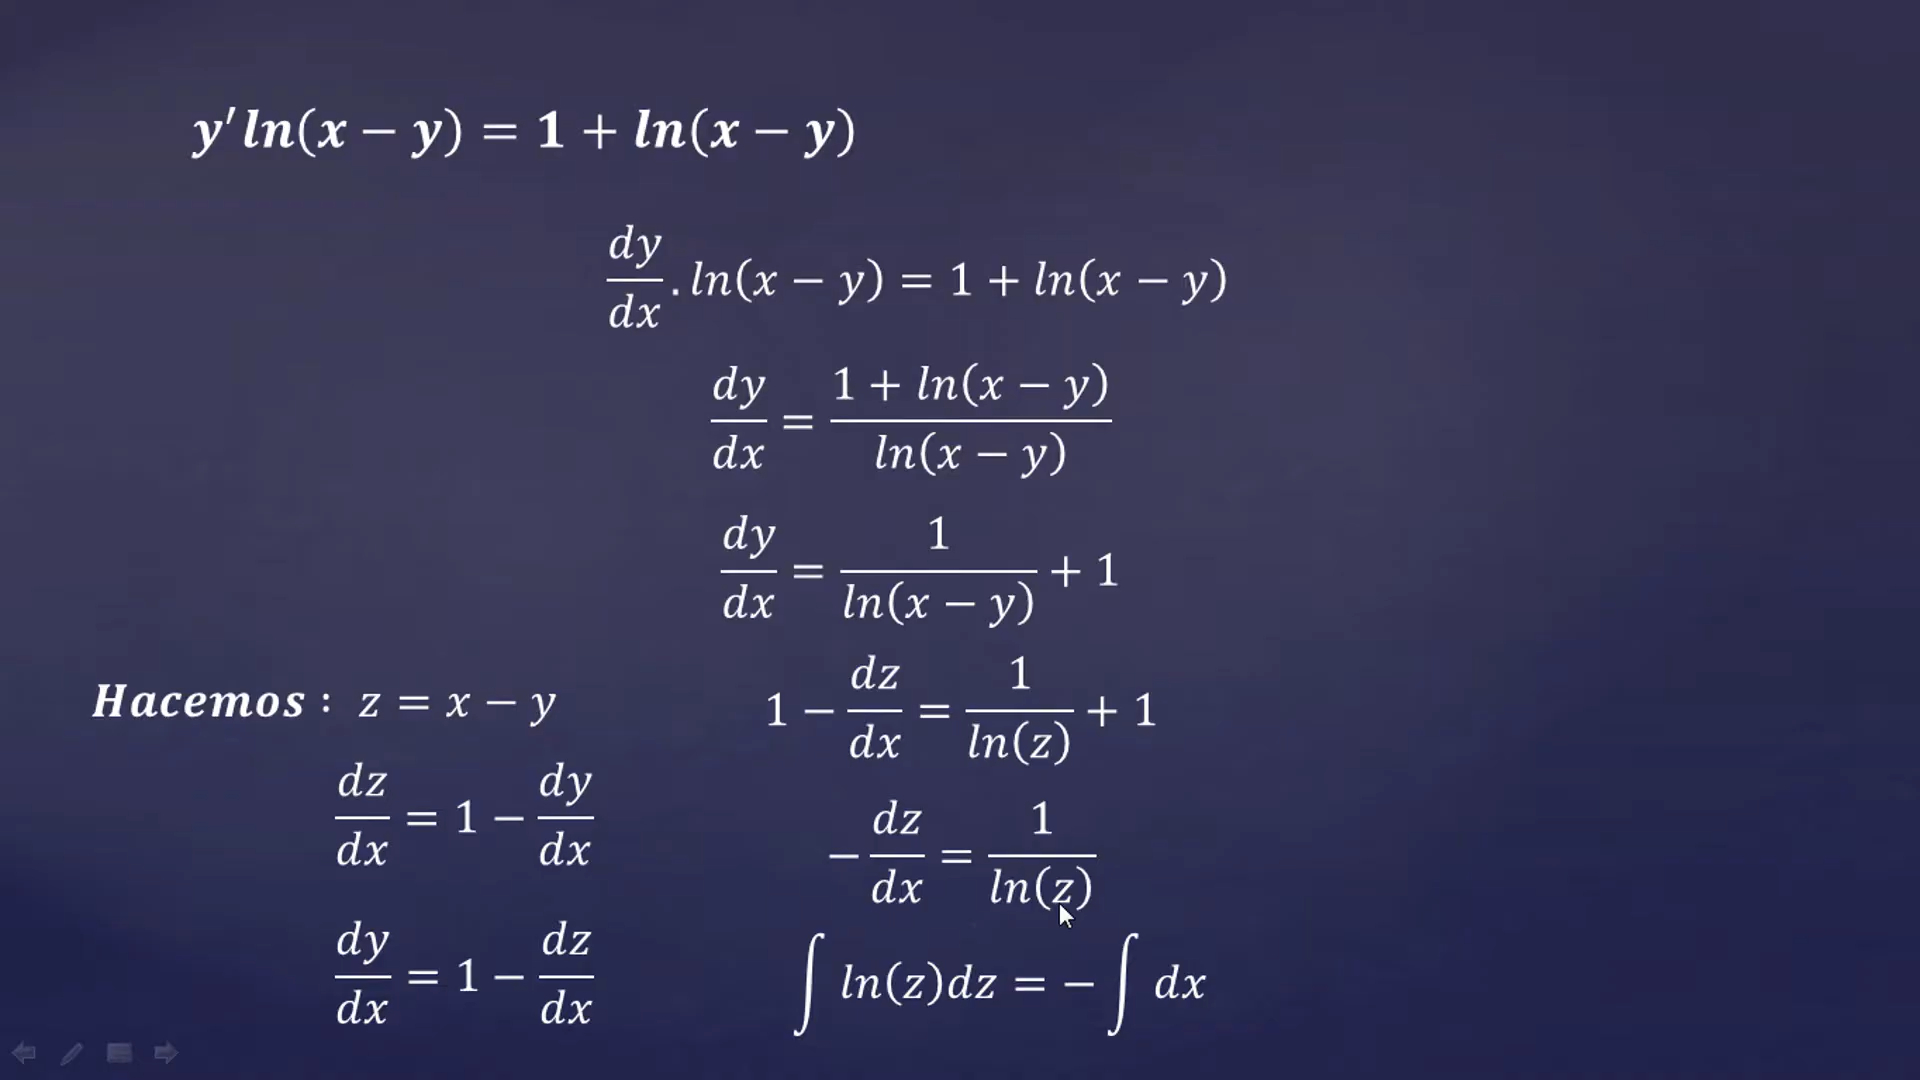 y′ln(x − y) = 1 + ln(x − y)
dy/dx . ln(x − y) = 1 + ln(x − y)
dy/dx = (1 + ln(x − y))/ln(x − y)
dy/dx = 1/ln(x − y) + 1
Hacemos : z = x − y
dz/dx = 1 − dy/dx
dy/dx = 1 − dz/dx
1 − dz/dx = 1/ln(z) + 1
− dz/dx = 1/ln(z)
∫ ln(z)dz = − ∫ dx